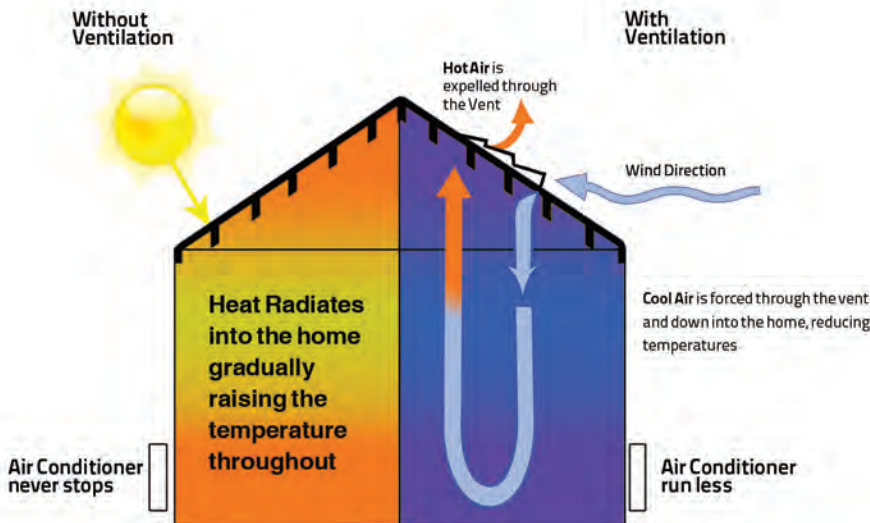 Without
Ventilation
With
Ventilation
Hot Air is
expelled through
the Vent
Wind Direction
Cool Air is forced through the vent
and down into the home, reducing
temperatures
Heat Radiates
into the home
gradually
raising the
temperature
throughout
Air Conditioner
never stops
Air Conditioner
run less